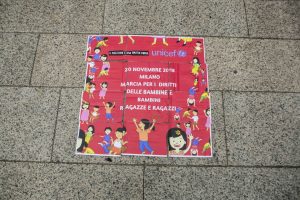 unicef
20 NOVEMBRE 2018
MILANO
MARCIA PER I DIRITTI
DELLE BAMBINE E
BAMBINI
RAGAZZE E RAGAZZI